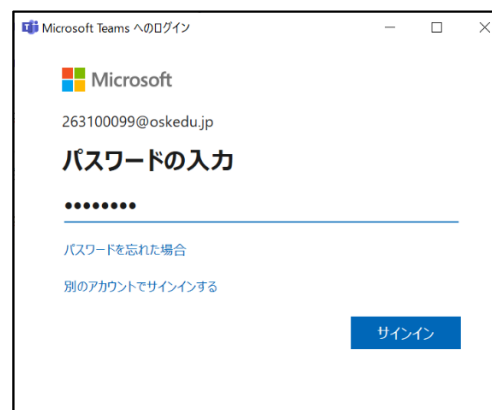 Microsoft Teams へのログイン
Microsoft
263100099@oskedu.jp
パスワードの入力
••••••••
パスワードを忘れた場合
別のアカウントでサインインする
サインイン